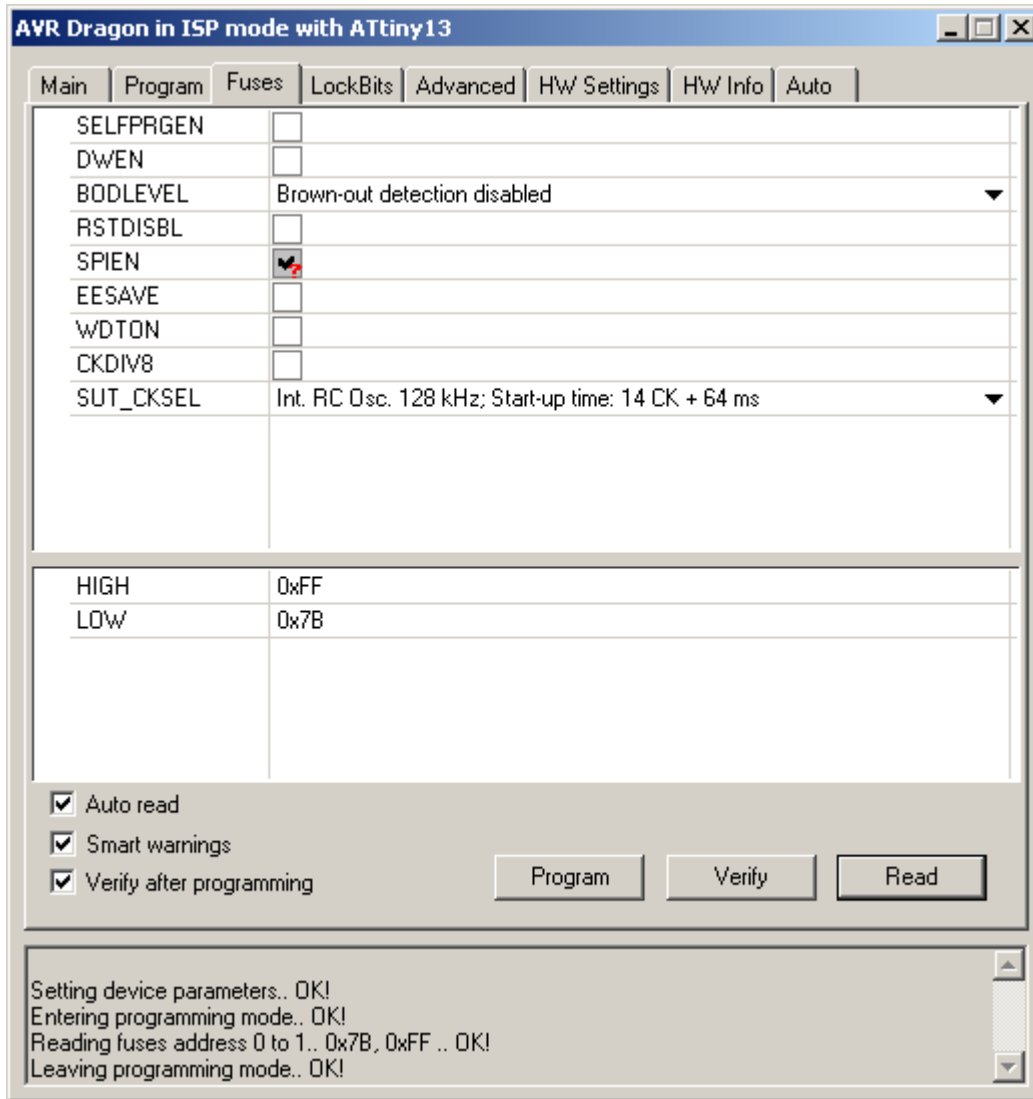 AVR Dragon in ISP mode with ATtiny13
Main Program Fuses LockBits Advanced HW Settings HW Info Auto
SELFPRGEN
DWEN
BODLEVEL Brown-out detection disabled
RSTDISBL
SPIEN ?
EESAVE
WDTON
CKDIV8
SUT_CKSEL Int. RC Osc. 128 kHz; Start-up time: 14 CK + 64 ms
HIGH 0xFF
LOW 0x7B
Auto read
Smart warnings
Verify after programming
Program Verify Read
Setting device parameters.. OK!
Entering programming mode.. OK!
Reading fuses address 0 to 1.. 0x7B, 0xFF .. OK!
Leaving programming mode.. OK!